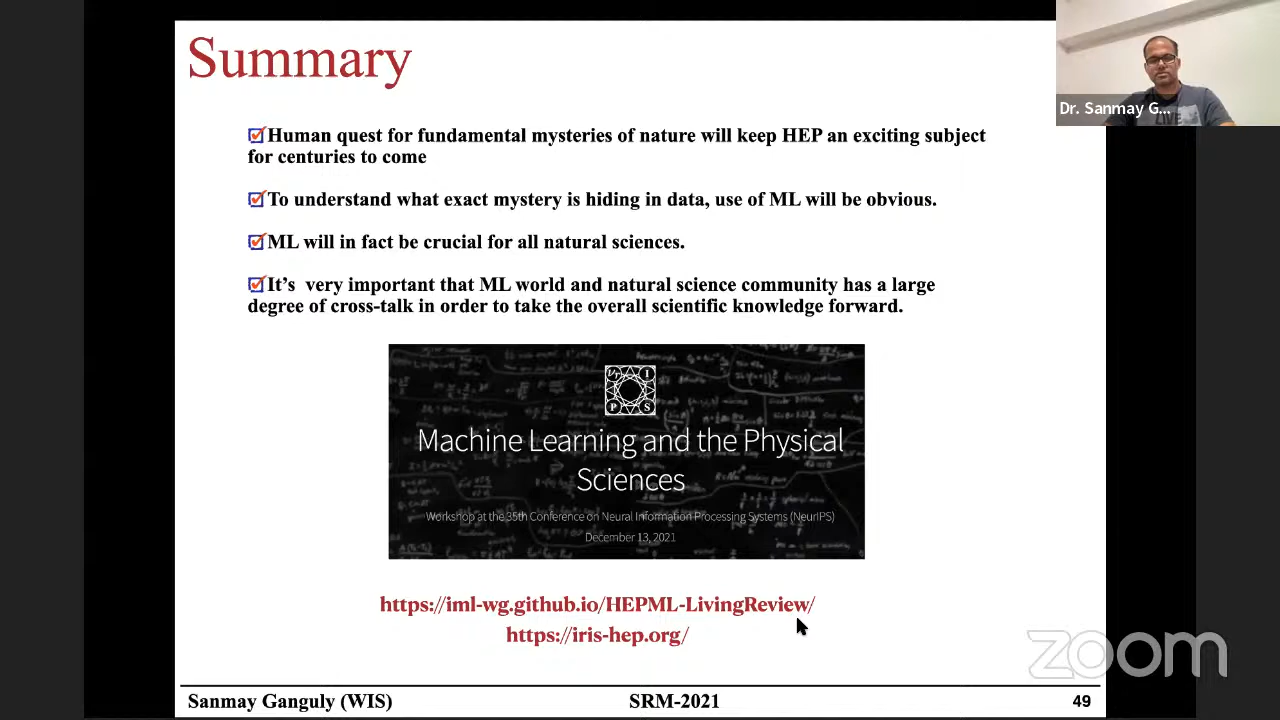 Summary
Dr. Sanmay G...
Human quest for fundamental mysteries of nature will keep HEP an exciting subject
for centuries to come
To understand what exact mystery is hiding in data, use of ML will be obvious.
ML will in fact be crucial for all natural sciences.
It's very important that ML world and natural science community has a large
degree of cross-talk in order to take the overall scientific knowledge forward.
I
P S
Machine Learning and the Physical
Sciences
Workshop at the 35th Conference on Neural Information Processing Systems (NeurIPS)
December 13, 2021
https://iml-wg.github.io/HEPML-LivingReview/
https://iris-hep.org/
zoom
Sanmay Ganguly (WIS) SRM-2021 49